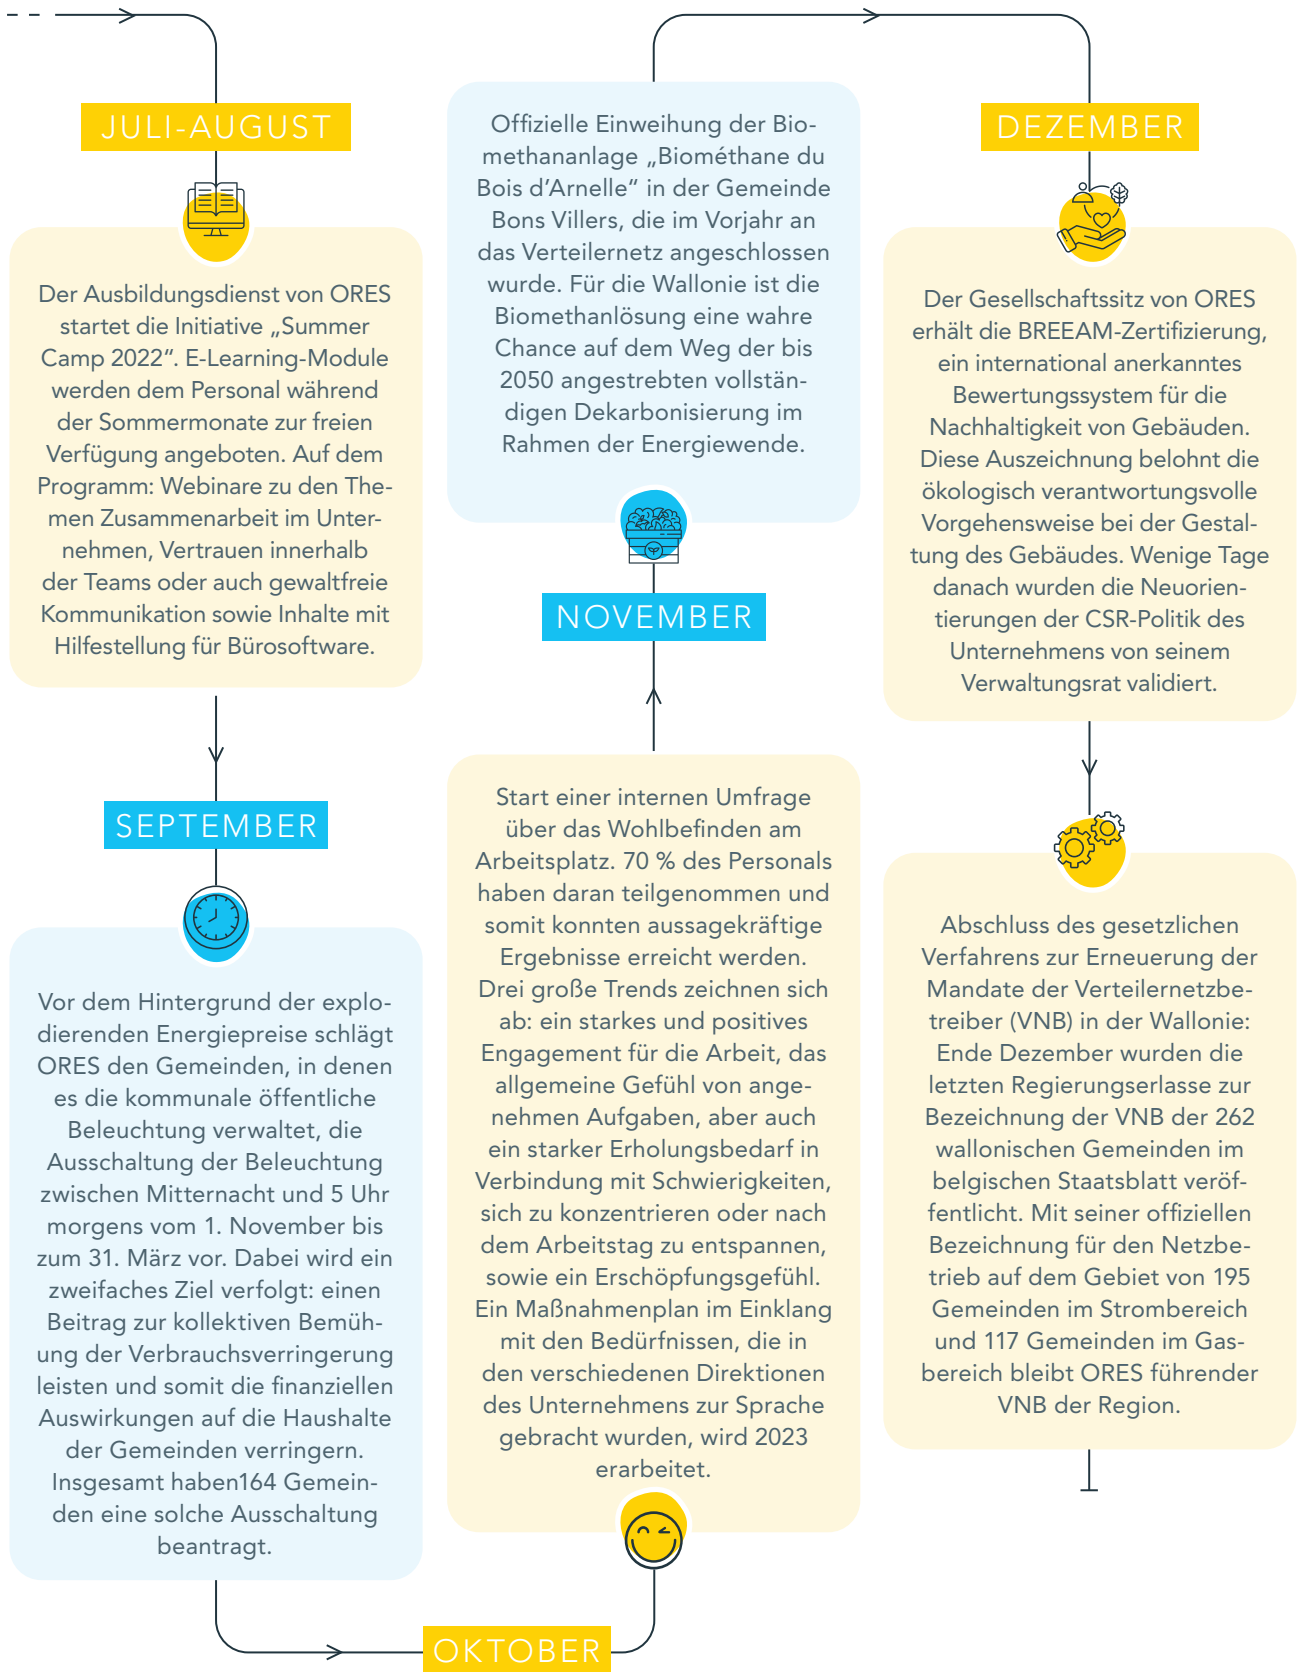 JULI-AUGUST
Der Ausbildungsdienst von ORES
startet die Initiative „Summer
Camp 2022“. E-Learning-Module
werden dem Personal während
der Sommermonate zur freien
Verfügung angeboten. Auf dem
Programm: Webinare zu den The-
men Zusammenarbeit im Unter-
nehmen, Vertrauen innerhalb
der Teams oder auch gewaltfreie
Kommunikation sowie Inhalte mit
Hilfestellung für Bürosoftware.
SEPTEMBER
Vor dem Hintergrund der explo-
dierenden Energiepreise schlägt
ORES den Gemeinden, in denen
es die kommunale öffentliche
Beleuchtung verwaltet, die
Ausschaltung der Beleuchtung
zwischen Mitternacht und 5 Uhr
morgens vom 1. November bis
zum 31. März vor. Dabei wird ein
zweifaches Ziel verfolgt: einen
Beitrag zur kollektiven Bemüh-
ung der Verbrauchsverringerung
leisten und somit die finanziellen
Auswirkungen auf die Haushalte
der Gemeinden verringern.
Insgesamt haben164 Gemein-
den eine solche Ausschaltung
beantragt.
OKTOBER
Start einer internen Umfrage
über das Wohlbefinden am
Arbeitsplatz. 70 % des Personals
haben daran teilgenommen und
somit konnten aussagekräftige
Ergebnisse erreicht werden.
Drei große Trends zeichnen sich
ab: ein starkes und positives
Engagement für die Arbeit, das
allgemeine Gefühl von ange-
nehmen Aufgaben, aber auch
ein starker Erholungsbedarf in
Verbindung mit Schwierigkeiten,
sich zu konzentrieren oder nach
dem Arbeitstag zu entspannen,
sowie ein Erschöpfungsgefühl.
Ein Maßnahmenplan im Einklang
mit den Bedürfnissen, die in
den verschiedenen Direktionen
des Unternehmens zur Sprache
gebracht wurden, wird 2023
erarbeitet.
NOVEMBER
Offizielle Einweihung der Bio-
methananlage „Biométhane du
Bois d’Arnelle“ in der Gemeinde
Bons Villers, die im Vorjahr an
das Verteilernetz angeschlossen
wurde. Für die Wallonie ist die
Biomethanlösung eine wahre
Chance auf dem Weg der bis
2050 angestrebten vollstän-
digen Dekarbonisierung im
Rahmen der Energiewende.
DEZEMBER
Der Gesellschaftssitz von ORES
erhält die BREEAM-Zertifizierung,
ein international anerkanntes
Bewertungssystem für die
Nachhaltigkeit von Gebäuden.
Diese Auszeichnung belohnt die
ökologisch verantwortungsvolle
Vorgehensweise bei der Gestal-
tung des Gebäudes. Wenige Tage
danach wurden die Neuorien-
tierungen der CSR-Politik des
Unternehmens von seinem
Verwaltungsrat validiert.
Abschluss des gesetzlichen
Verfahrens zur Erneuerung der
Mandate der Verteilernetzbe-
treiber (VNB) in der Wallonie:
Ende Dezember wurden die
letzten Regierungserlasse zur
Bezeichnung der VNB der 262
wallonischen Gemeinden im
belgischen Staatsblatt veröf-
fentlicht. Mit seiner offiziellen
Bezeichnung für den Netzbe-
trieb auf dem Gebiet von 195
Gemeinden im Strombereich
und 117 Gemeinden im Gas-
bereich bleibt ORES führender
VNB der Region.